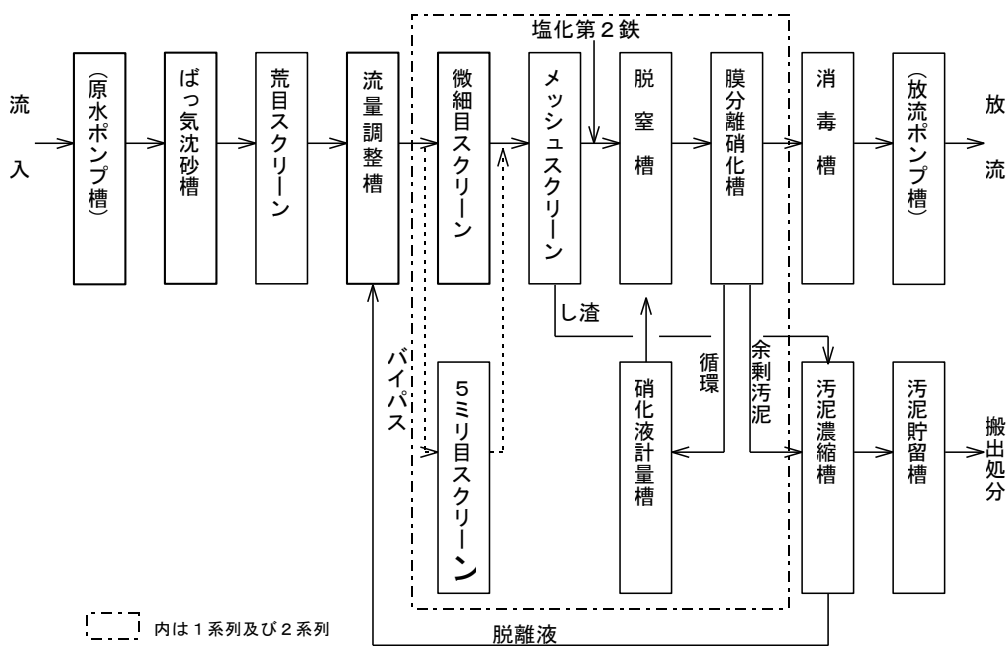 塩化第２鉄
流入
（原水ポンプ槽）
ばっ気沈砂槽
荒目スクリーン
流量調整槽
微細目スクリーン
メッシュスクリーン
脱窒槽
膜分離硝化槽
消毒槽
（放流ポンプ槽）
放流
し渣
バイパス
５ミリ目スクリーン
硝化液計量槽
循環
余剰汚泥
汚泥濃縮槽
汚泥貯留槽
搬出処分
内は１系列及び２系列
脱離液